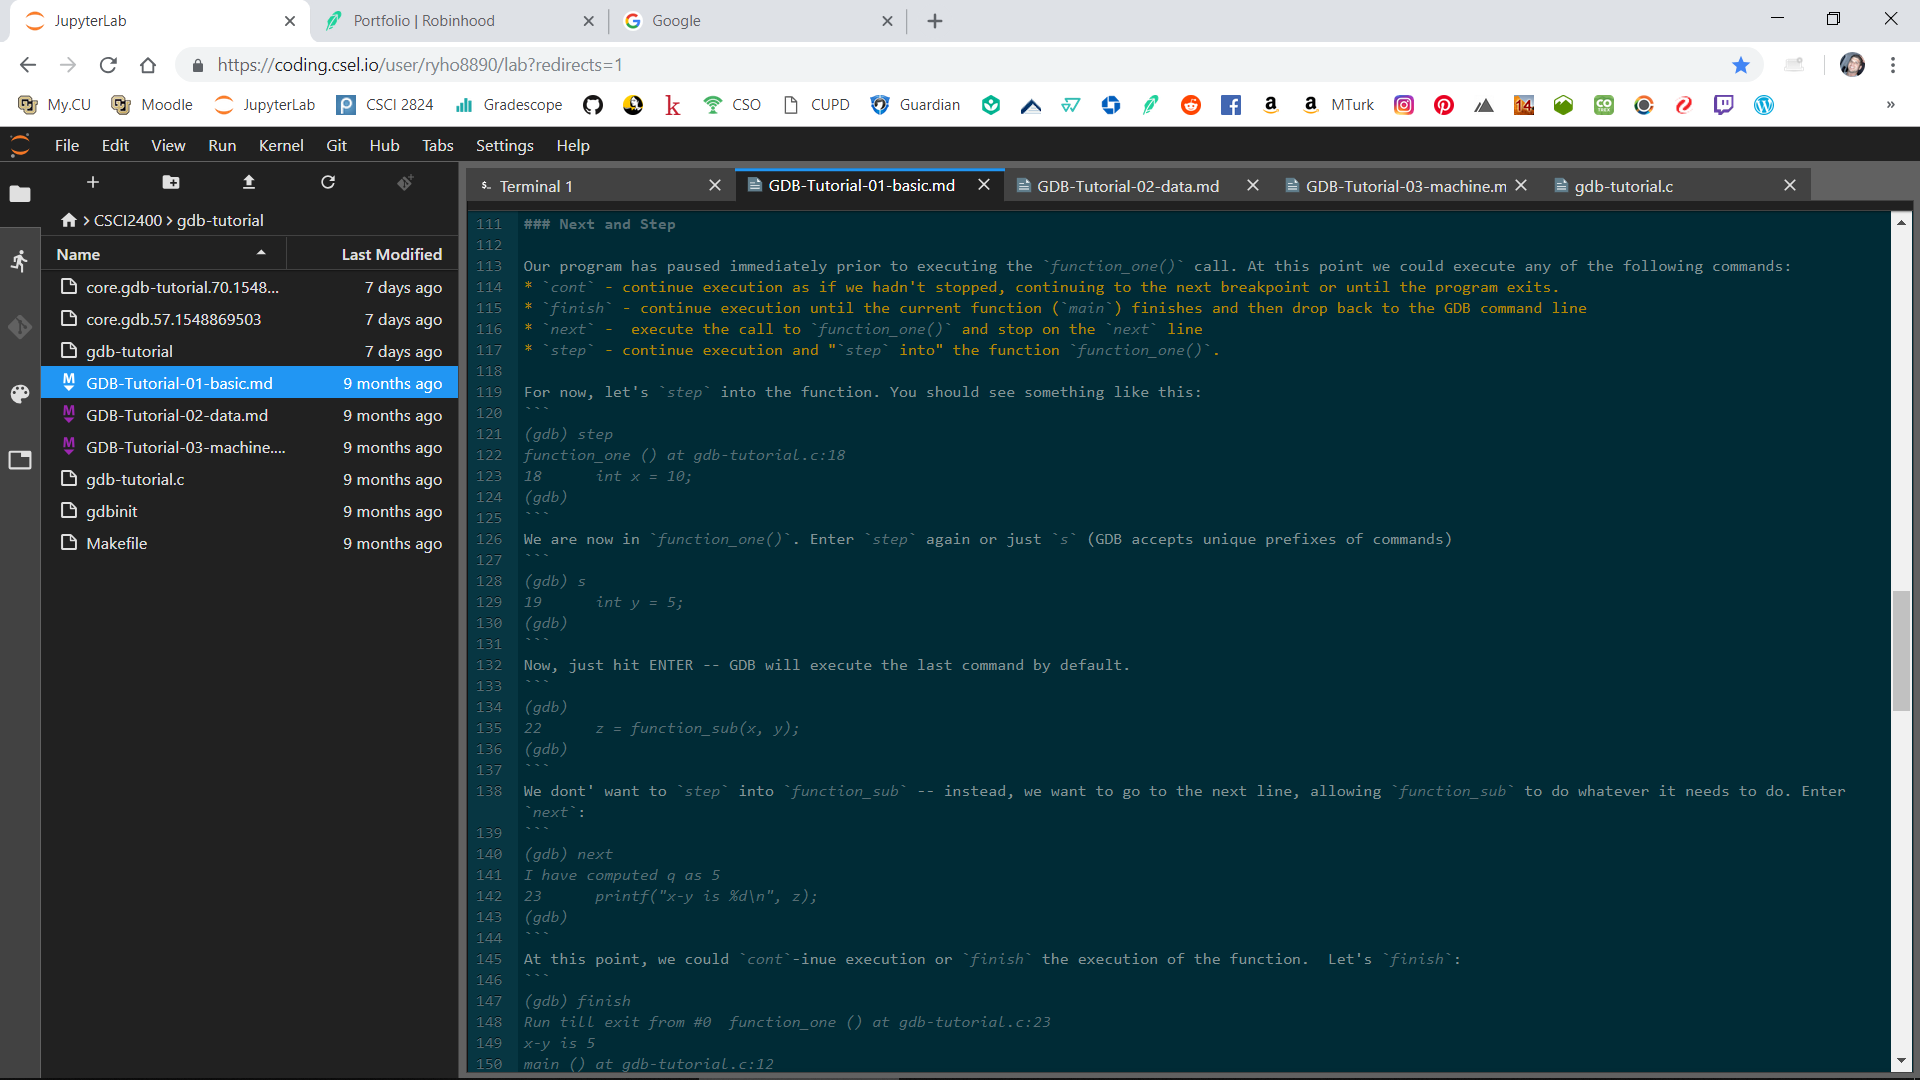 JupyterLab
Portfolio | Robinhood
Google
https://coding.csel.io/user/ryho8890/lab?redirects=1
My.CU
Moodle
JupyterLab
CSCI 2824
Gradescope
k
CSO
CUPD
Guardian
MTurk
14
CO
»
File Edit View Run Kernel Git Hub Tabs Settings Help
Terminal 1
GDB-Tutorial-01-basic.md
GDB-Tutorial-02-data.md
GDB-Tutorial-03-machine.m
gdb-tutorial.c
> CSCI2400 > gdb-tutorial
Name Last Modified
core.gdb-tutorial.70.1548... 7 days ago
core.gdb.57.1548869503 7 days ago
gdb-tutorial 7 days ago
GDB-Tutorial-01-basic.md 9 months ago
GDB-Tutorial-02-data.md 9 months ago
GDB-Tutorial-03-machine.... 9 months ago
gdb-tutorial.c 9 months ago
gdbinit 9 months ago
Makefile 9 months ago
111 ### Next and Step
112
113 Our program has paused immediately prior to executing the `function_one()` call. At this point we could execute any of the following commands:
114 * `cont` - continue execution as if we hadn't stopped, continuing to the next breakpoint or until the program exits.
115 * `finish` - continue execution until the current function (`main`) finishes and then drop back to the GDB command line
116 * `next` -  execute the call to `function_one()` and stop on the `next` line
117 * `step` - continue execution and "`step` into" the function `function_one()`.
118
119 For now, let's `step` into the function. You should see something like this:
120 ```
121 (gdb) step
122 function_one () at gdb-tutorial.c:18
123 18      int x = 10;
124 (gdb)
125 ```
126 We are now in `function_one()`. Enter `step` again or just `s` (GDB accepts unique prefixes of commands)
127 ```
128 (gdb) s
129 19      int y = 5;
130 (gdb)
131 ```
132 Now, just hit ENTER -- GDB will execute the last command by default.
133 ```
134 (gdb)
135 22      z = function_sub(x, y);
136 (gdb)
137 ```
138 We dont' want to `step` into `function_sub` -- instead, we want to go to the next line, allowing `function_sub` to do whatever it needs to do. Enter
`next`:
139 ```
140 (gdb) next
141 I have computed q as 5
142 23      printf("x-y is %d\n", z);
143 (gdb)
144 ```
145 At this point, we could `cont`-inue execution or `finish` the execution of the function.  Let's `finish`:
146 ```
147 (gdb) finish
148 Run till exit from #0  function_one () at gdb-tutorial.c:23
149 x-y is 5
150 main () at gdb-tutorial.c:12